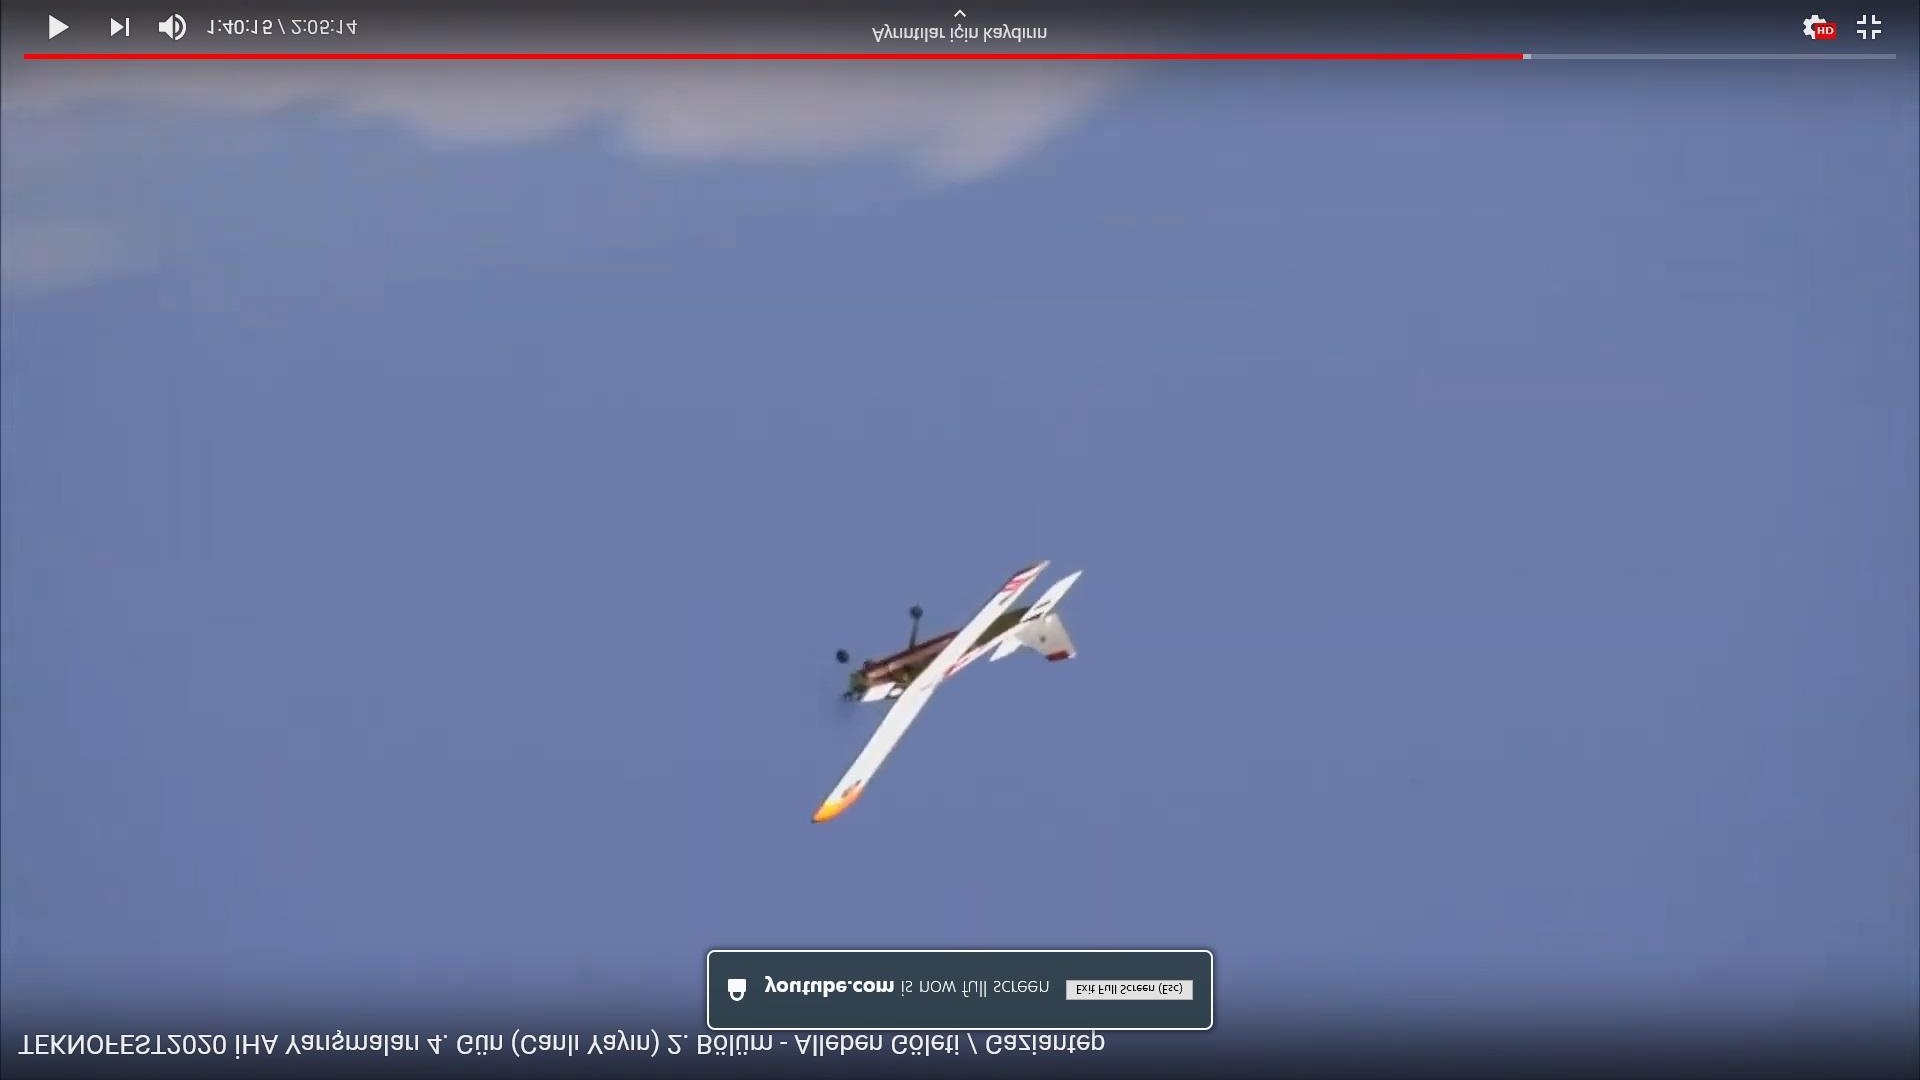 1:40:15 / 2:05:14
Ayrıntılar için kaydırın
HD
youtube.com is now full screen
Exit Full Screen (Esc)
TEKNOFEST2020 İHA Yarışmaları 4. Gün (Canlı Yayın) 2. Bölüm - Alleben Göleti / Gaziantep